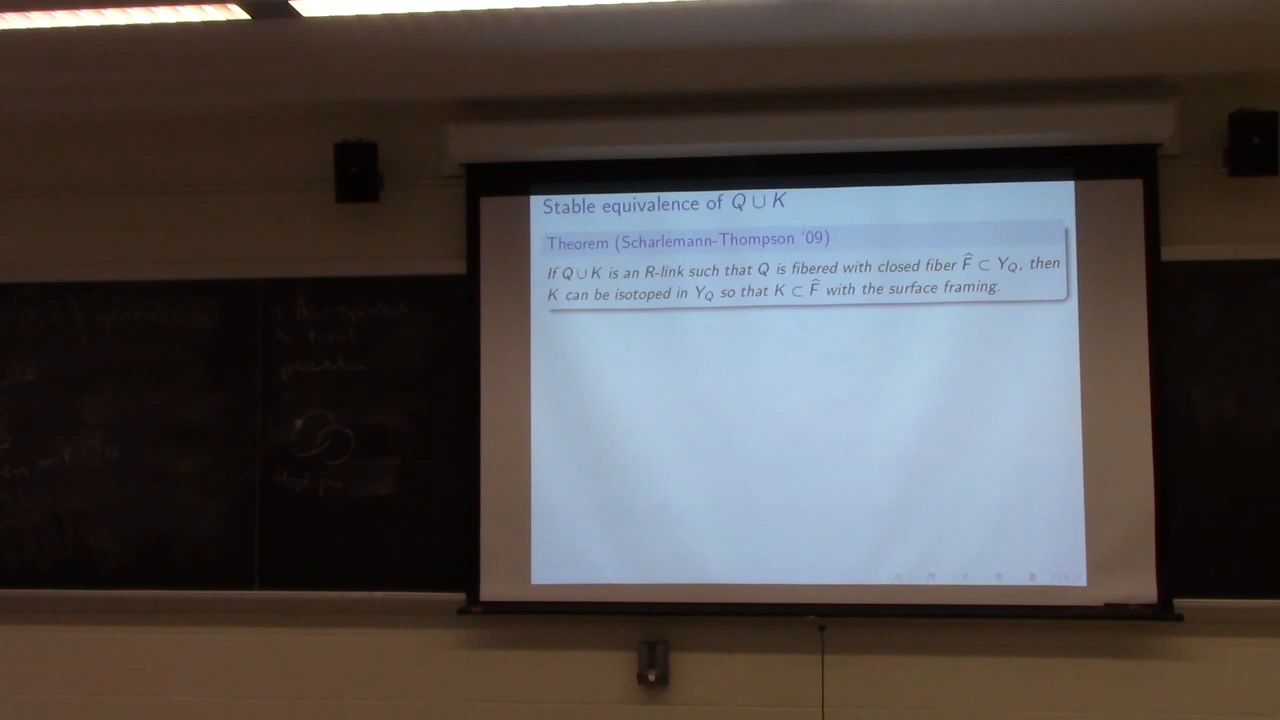 Stable equivalence of Q ∪ K
Theorem (Scharlemann-Thompson '09)
If Q ∪ K is an R-link such that Q is fibered with closed fiber F̂ ⊂ Y_Q, then
K can be isotoped in Y_Q so that K ⊂ F̂ with the surface framing.